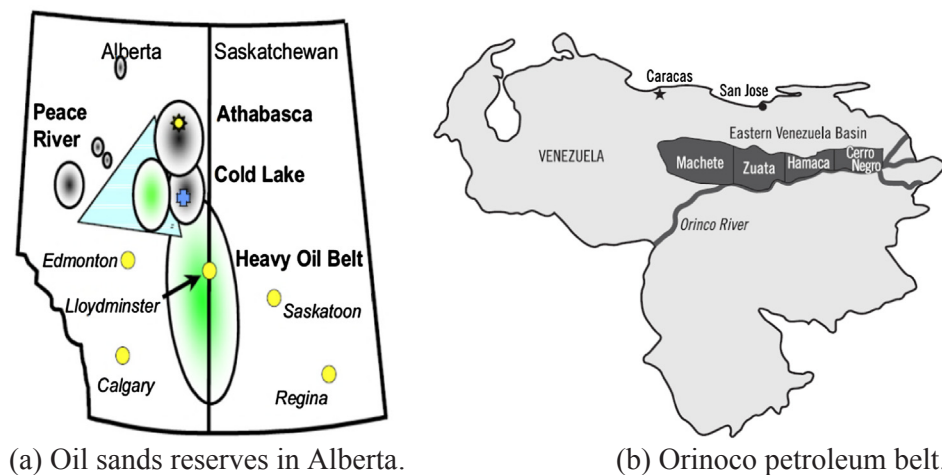 Alberta
Saskatchewan
Peace
River
Athabasca
Cold Lake
Edmonton
Heavy Oil Belt
Lloydminster
Saskatoon
Calgary
Regina
(a) Oil sands reserves in Alberta.
Caracas
San Jose
Eastern Venezuela Basin
VENEZUELA
Machete
Zuata
Hamaca
Cerro
Negro
Orinco River
(b) Orinoco petroleum belt.